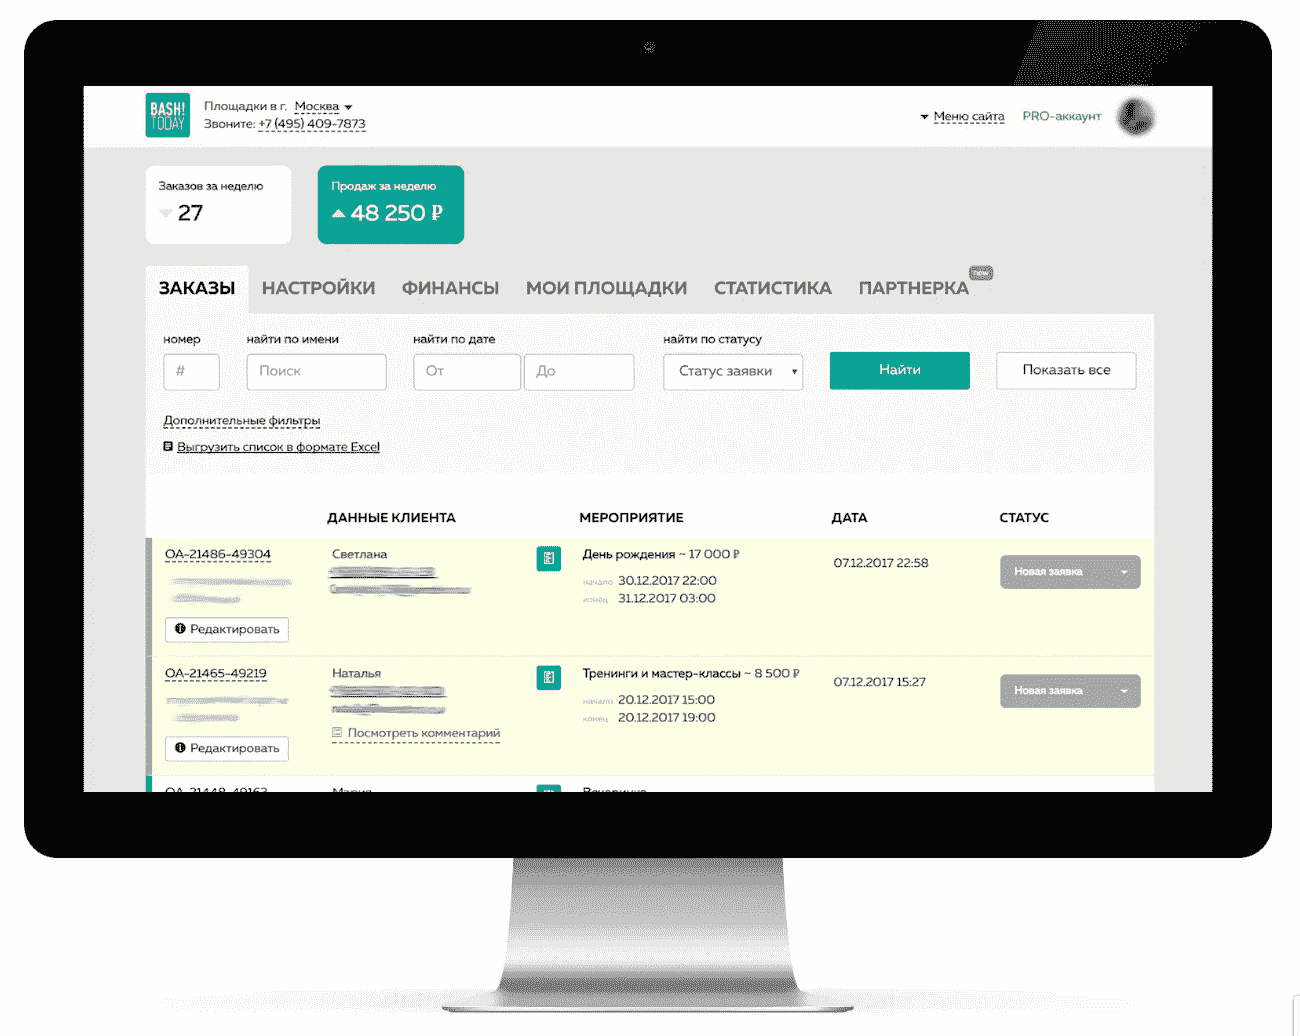 BASH!
TODAY
Площадки в г. Москва
Звоните: +7 (495) 409-7873
Меню сайта
PRO-аккаунт
Заказов за неделю
27
Продаж за неделю
48 250 ₽
ЗАКАЗЫ
НАСТРОЙКИ
ФИНАНСЫ
МОИ ПЛОЩАДКИ
СТАТИСТИКА
ПАРТНЕРКА
new
номер
найти по имени
найти по дате
найти по статусу
#
Поиск
От
До
Статус заявки
Найти
Показать все
Дополнительные фильтры
Выгрузить список в формате Excel
ДАННЫЕ КЛИЕНТА
МЕРОПРИЯТИЕ
ДАТА
СТАТУС
OA-21486-49304
Светлана
День рождения ~ 17 000 ₽
начало 30.12.2017 22:00
конец 31.12.2017 03:00
07.12.2017 22:58
Новая заявка
Редактировать
OA-21465-49219
Наталья
Посмотреть комментарий
Тренинги и мастер-классы ~ 8 500 ₽
начало 20.12.2017 15:00
конец 20.12.2017 19:00
07.12.2017 15:27
Новая заявка
Редактировать
OA-21448-49163
Мария
Вечеринка